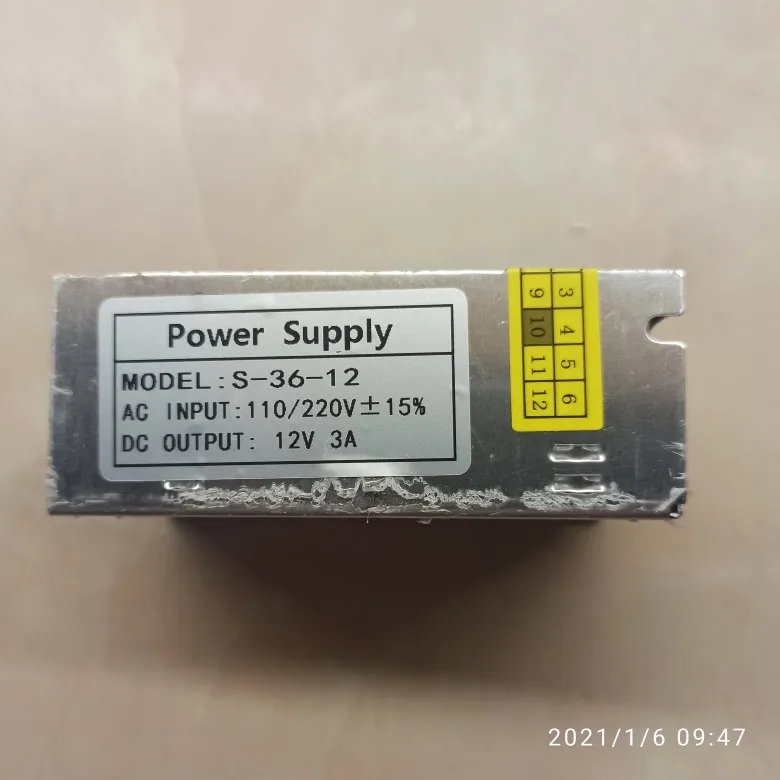 Power Supply
MODEL:S-36-12
AC INPUT:110/220V±15%
DC OUTPUT: 12V 3A
3 9
4 10
5 11
6 12
2021/1/6 09:47